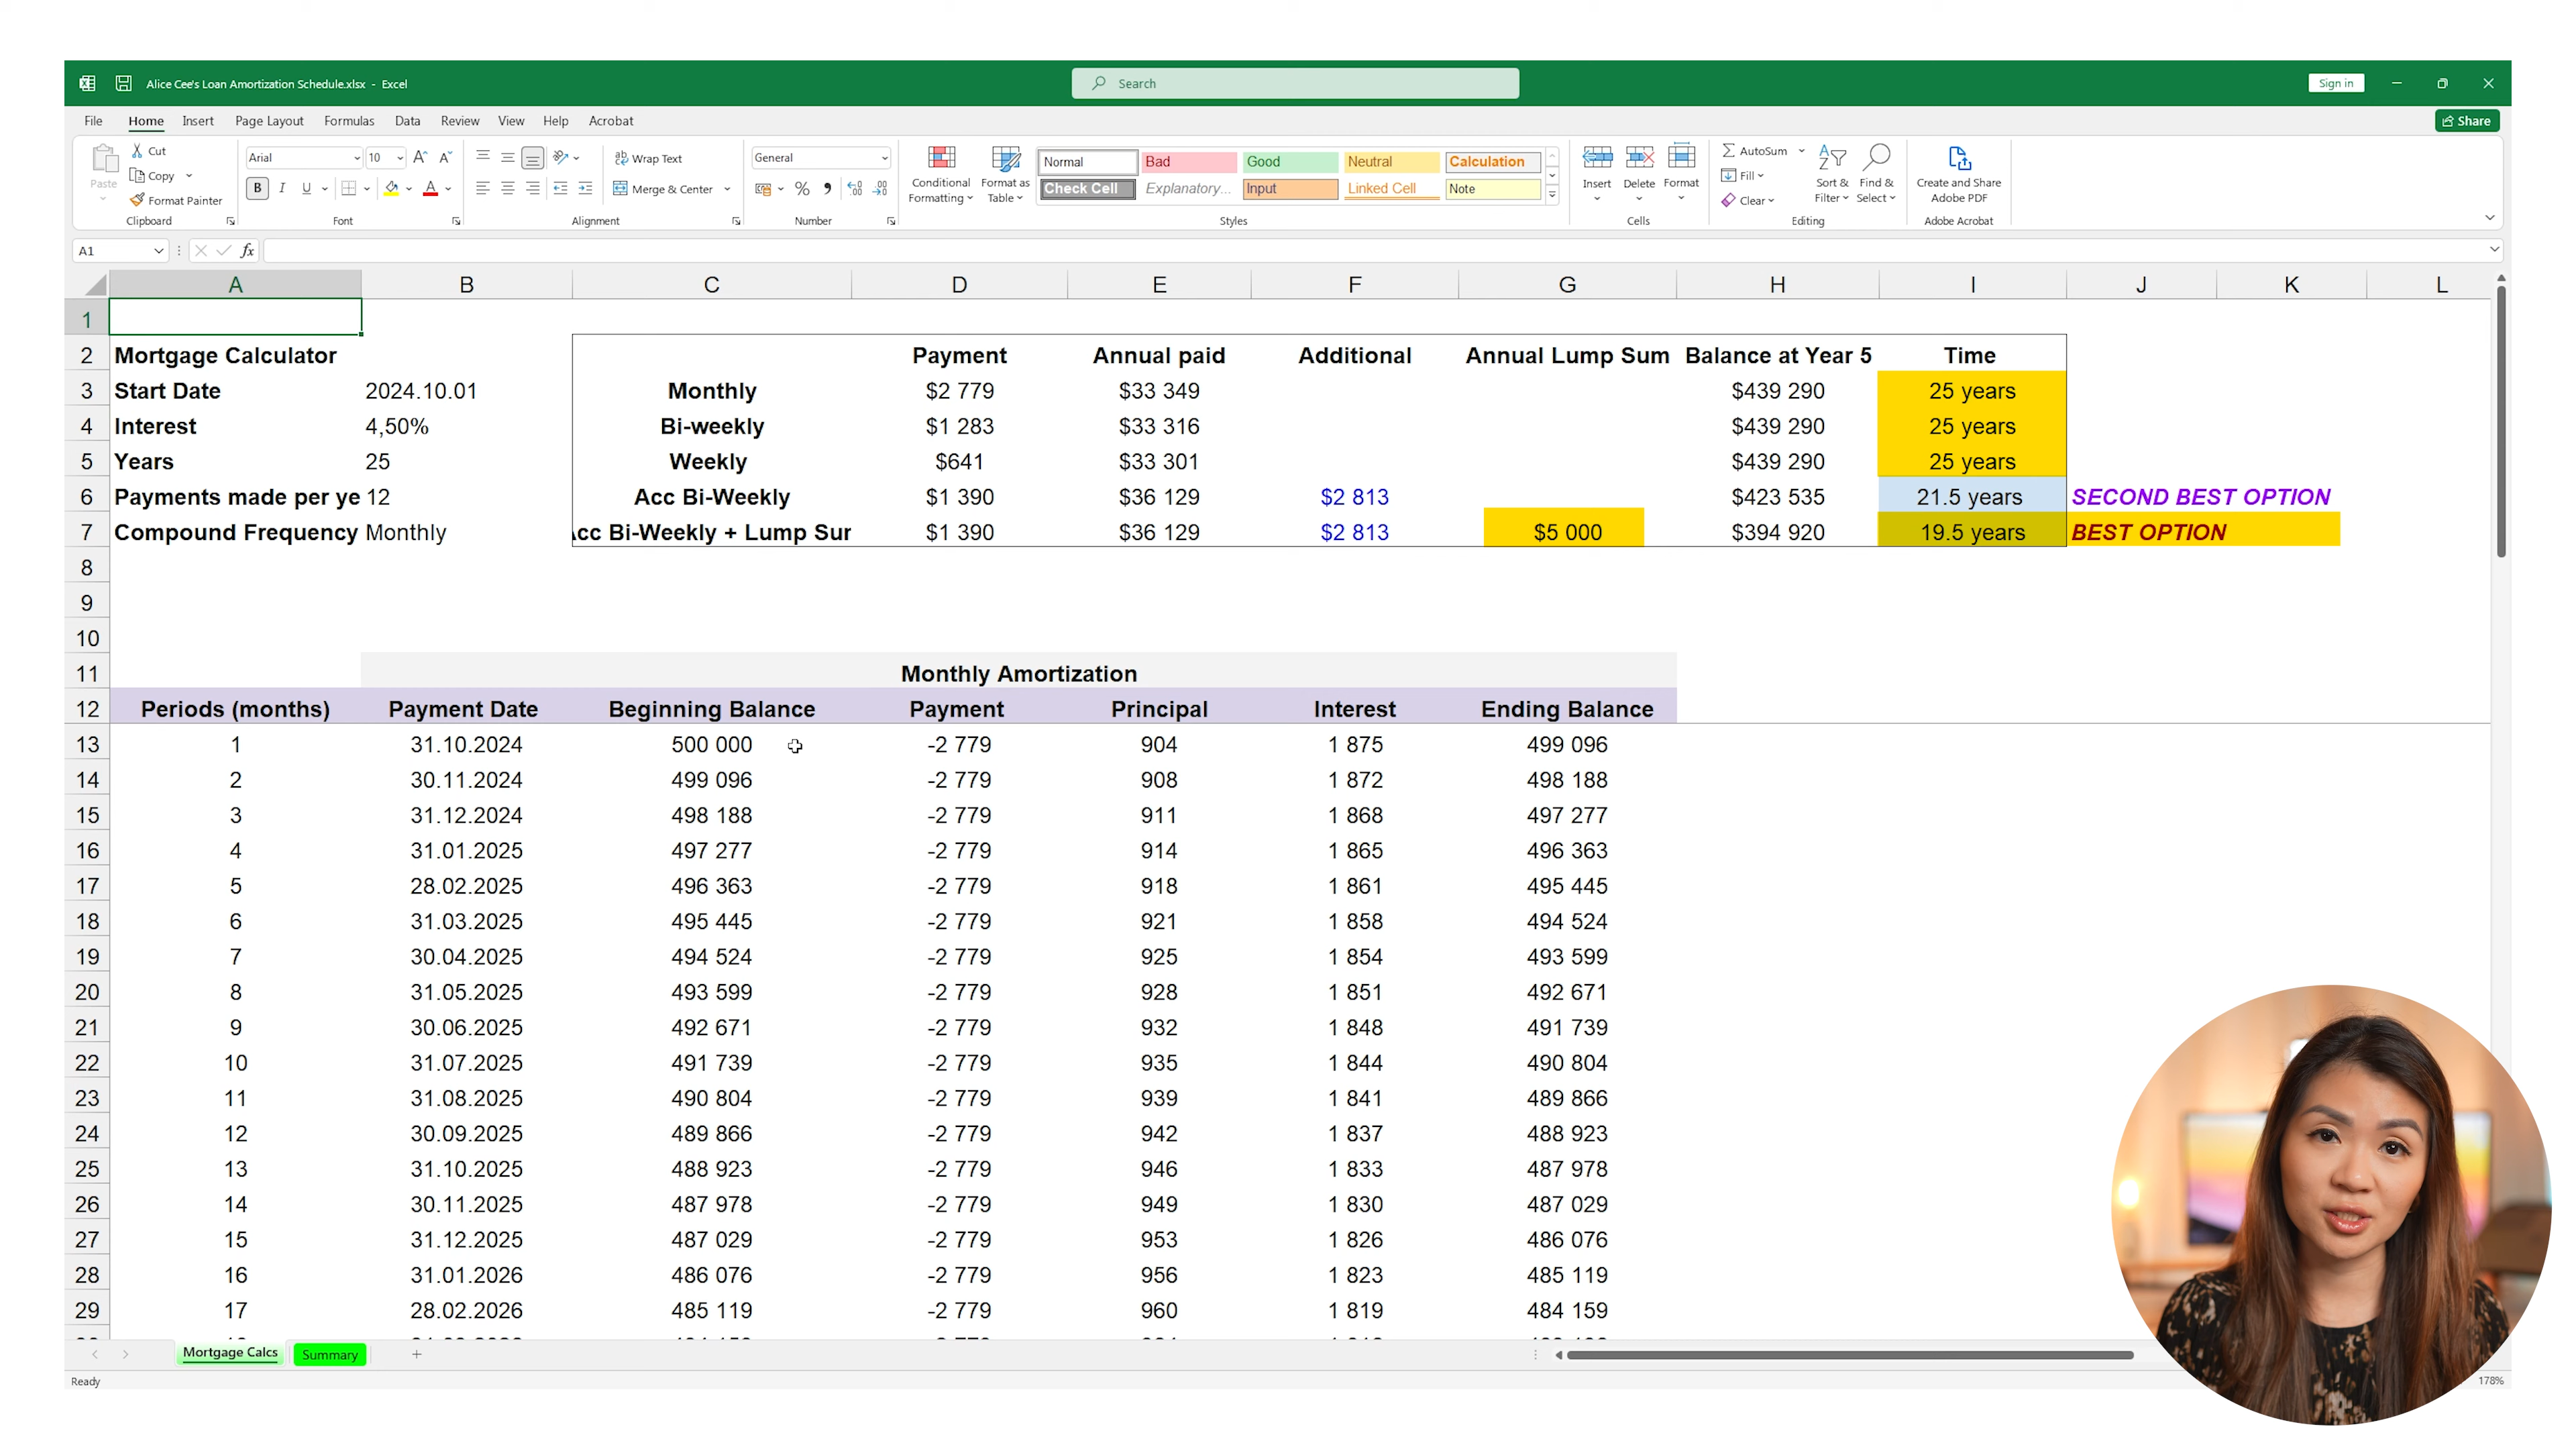 Alice Cee's Loan Amortization Schedule.xlsx - Excel
Search
Sign in
File Home Insert Page Layout Formulas Data Review View Help Acrobat
Share
Paste
Cut
Copy
Format Painter
Clipboard
Arial 10
B I U
Font
Wrap Text
Merge & Center
Alignment
General
Number
Conditional Formatting
Format as Table
Normal Bad Good Neutral Calculation
Check Cell Explanatory... Input Linked Cell Note
Styles
Insert Delete Format
Cells
AutoSum
Fill
Clear
Sort & Filter
Find & Select
Editing
Create and Share Adobe PDF
Adobe Acrobat
A1 fx
A B C D E F G H I J K L
1
2 Mortgage Calculator Payment Annual paid Additional Annual Lump Sum Balance at Year 5 Time
3 Start Date 2024.10.01 Monthly $2 779 $33 349 $439 290 25 years
4 Interest 4,50% Bi-weekly $1 283 $33 316 $439 290 25 years
5 Years 25 Weekly $641 $33 301 $439 290 25 years
6 Payments made per ye 12 Acc Bi-Weekly $1 390 $36 129 $2 813 $423 535 21.5 years SECOND BEST OPTION
7 Compound Frequency Monthly cc Bi-Weekly + Lump Sur $1 390 $36 129 $2 813 $5 000 $394 920 19.5 years BEST OPTION
8
9
10
11 Monthly Amortization
12 Periods (months) Payment Date Beginning Balance Payment Principal Interest Ending Balance
13 1 31.10.2024 500 000 -2 779 904 1 875 499 096
14 2 30.11.2024 499 096 -2 779 908 1 872 498 188
15 3 31.12.2024 498 188 -2 779 911 1 868 497 277
16 4 31.01.2025 497 277 -2 779 914 1 865 496 363
17 5 28.02.2025 496 363 -2 779 918 1 861 495 445
18 6 31.03.2025 495 445 -2 779 921 1 858 494 524
19 7 30.04.2025 494 524 -2 779 925 1 854 493 599
20 8 31.05.2025 493 599 -2 779 928 1 851 492 671
21 9 30.06.2025 492 671 -2 779 932 1 848 491 739
22 10 31.07.2025 491 739 -2 779 935 1 844 490 804
23 11 31.08.2025 490 804 -2 779 939 1 841 489 866
24 12 30.09.2025 489 866 -2 779 942 1 837 488 923
25 13 31.10.2025 488 923 -2 779 946 1 833 487 978
26 14 30.11.2025 487 978 -2 779 949 1 830 487 029
27 15 31.12.2025 487 029 -2 779 953 1 826 486 076
28 16 31.01.2026 486 076 -2 779 956 1 823 485 119
29 17 28.02.2026 485 119 -2 779 960 1 819 484 159
Mortgage Calcs Summary
Ready
178%